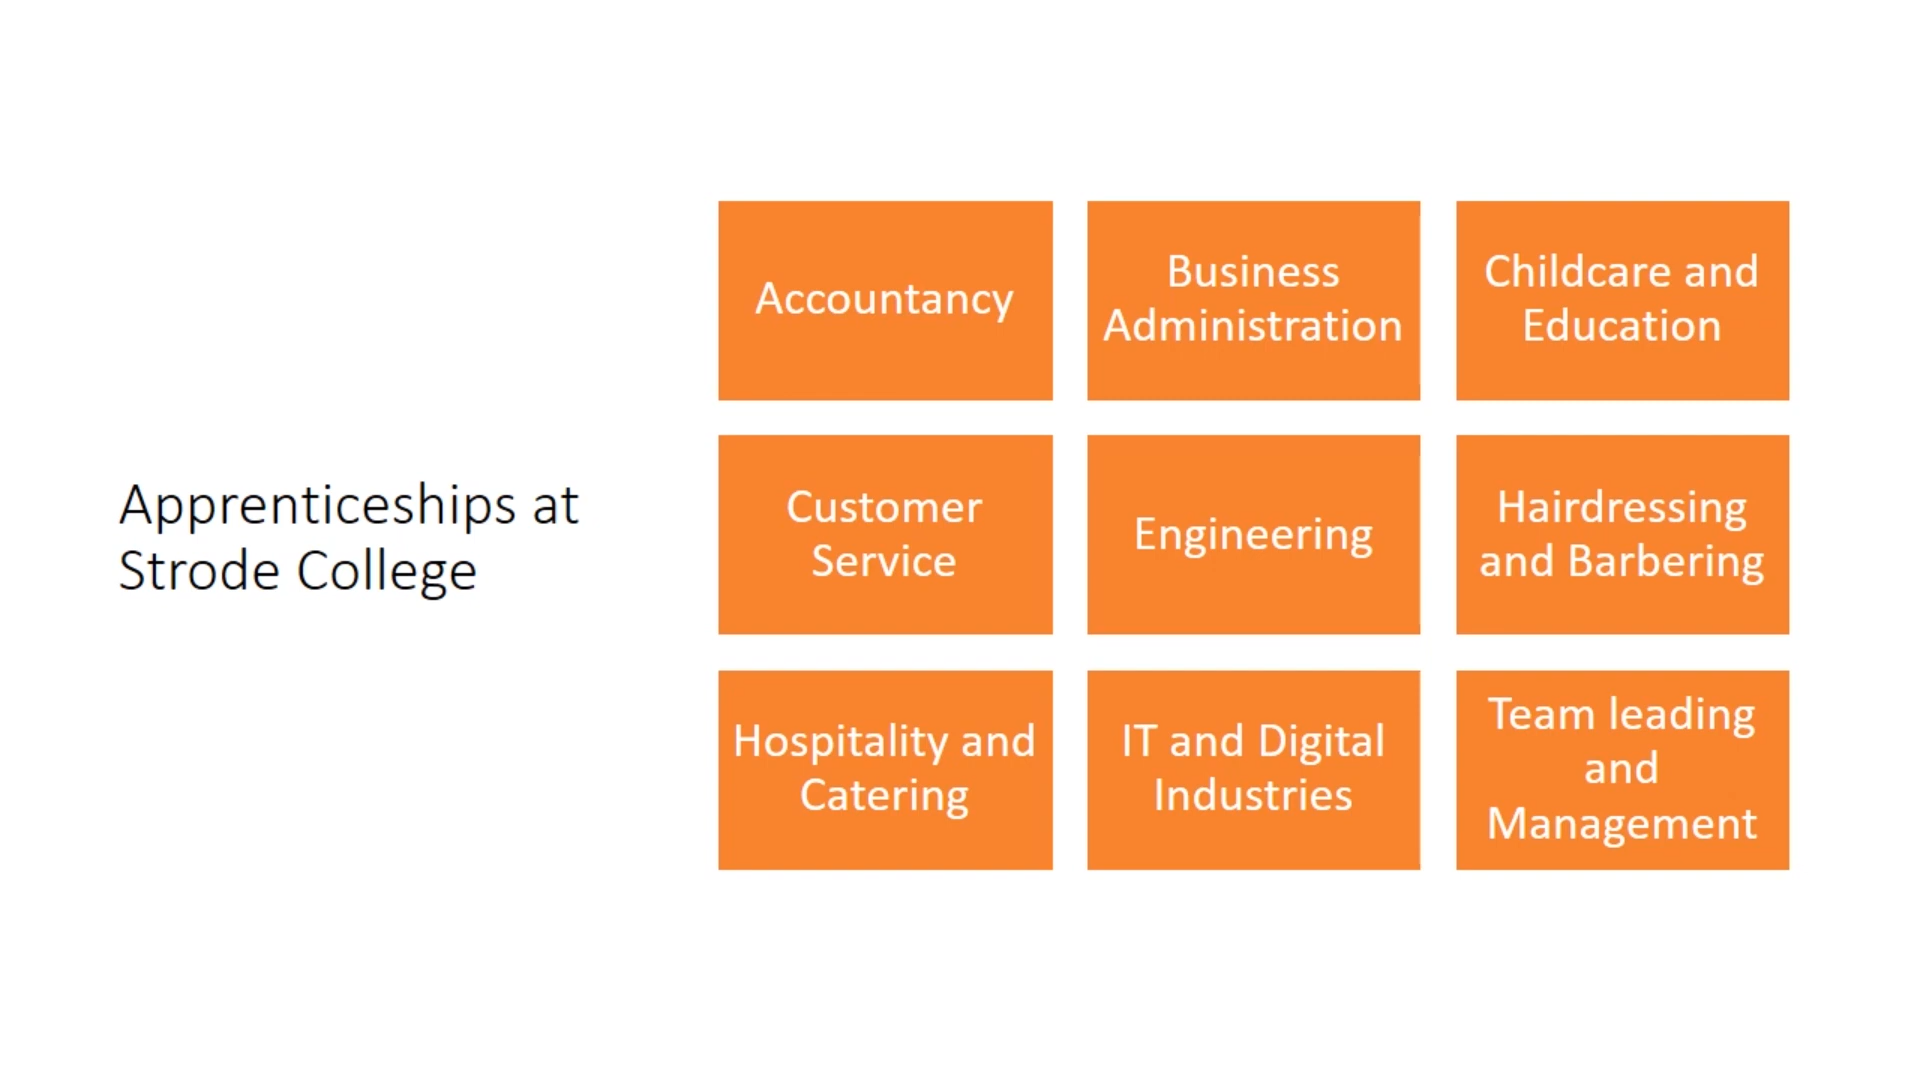 Apprenticeships at
Strode College
Accountancy
Business
Administration
Childcare and
Education
Customer
Service
Engineering
Hairdressing
and Barbering
Hospitality and
Catering
IT and Digital
Industries
Team leading
and
Management